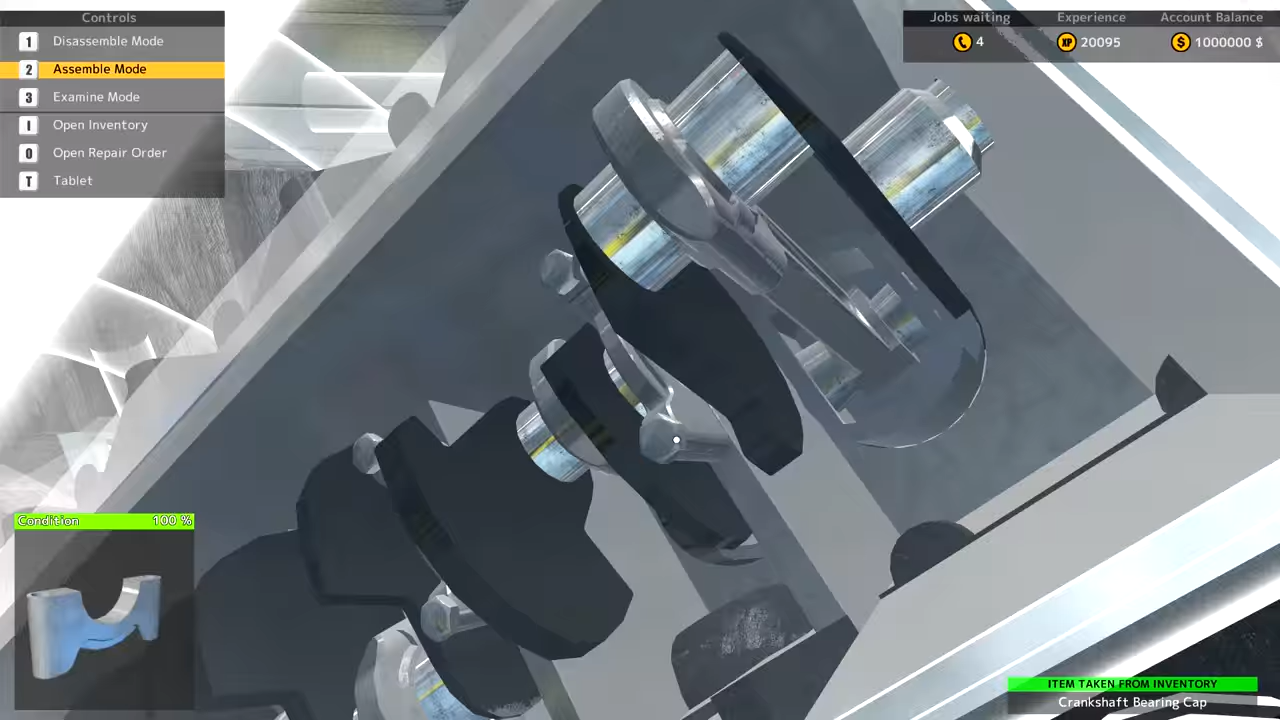 Controls
1 Disassemble Mode
2 Assemble Mode
3 Examine Mode
I Open Inventory
O Open Repair Order
T Tablet
Jobs waiting Experience Account Balance
4 XP 20095 $ 1000000 $
Condition 100 %
ITEM TAKEN FROM INVENTORY
Crankshaft Bearing Cap